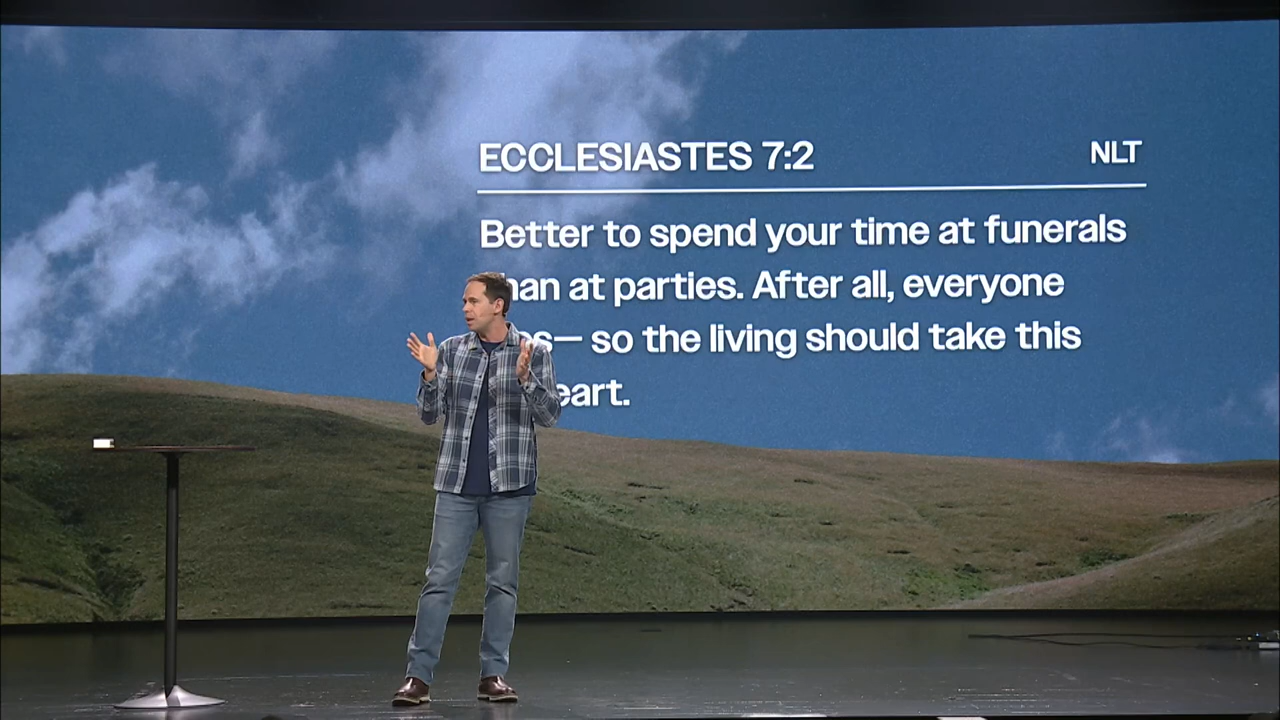 ECCLESIASTES 7:2
NLT
Better to spend your time at funerals
than at parties. After all, everyone
so the living should take this